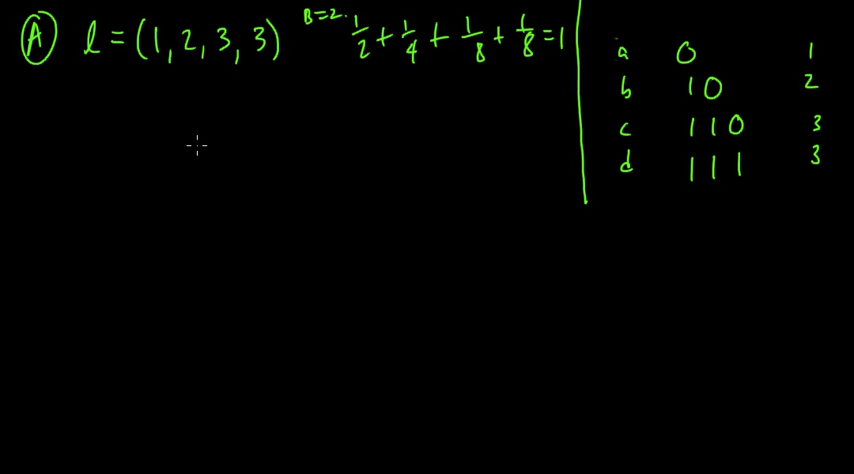 B=2.
Ⓐ l = (1, 2, 3, 3) 1/2 + 1/4 + 1/8 + 1/8 = 1
a 0 1
b 10 2
c 110 3
d 111 3